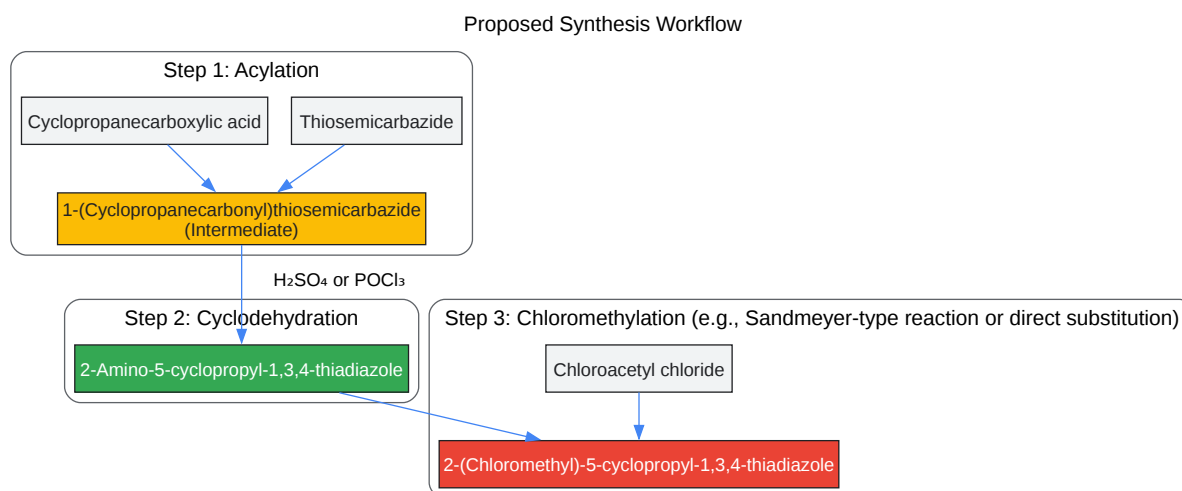 Proposed Synthesis Workflow
Step 1: Acylation
Cyclopropanecarboxylic acid
Thiosemicarbazide
1-(Cyclopropanecarbonyl)thiosemicarbazide
(Intermediate)
H₂SO₄ or POCl₃
Step 2: Cyclodehydration
2-Amino-5-cyclopropyl-1,3,4-thiadiazole
Step 3: Chloromethylation (e.g., Sandmeyer-type reaction or direct substitution)
Chloroacetyl chloride
2-(Chloromethyl)-5-cyclopropyl-1,3,4-thiadiazole